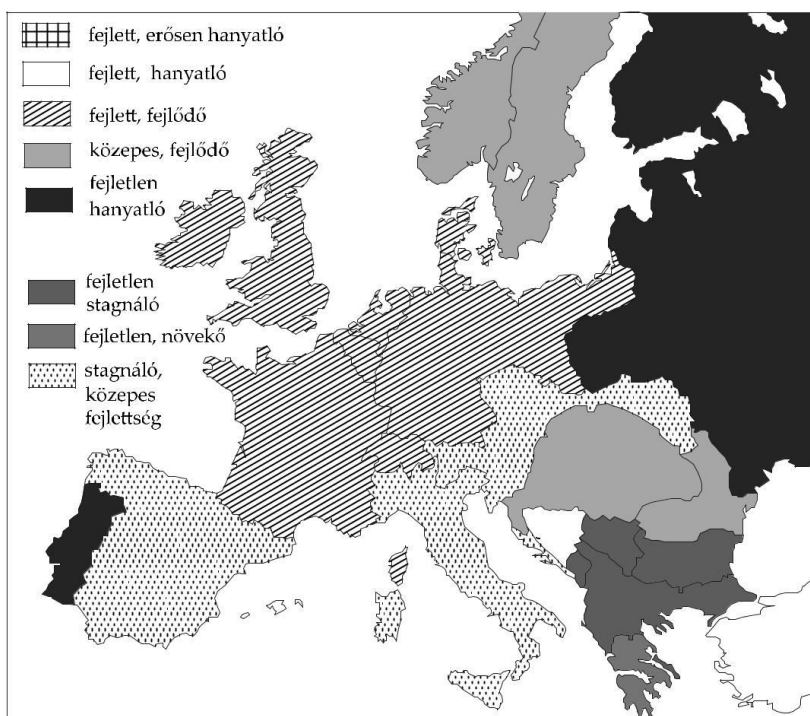 fejlett, erősen hanyatló
fejlett, hanyatló
fejlett, fejlődő
közepes, fejlődő
fejletlen
hanyatló
fejletlen
stagnáló
fejletlen, növekő
stagnáló,
közepes
fejlettség